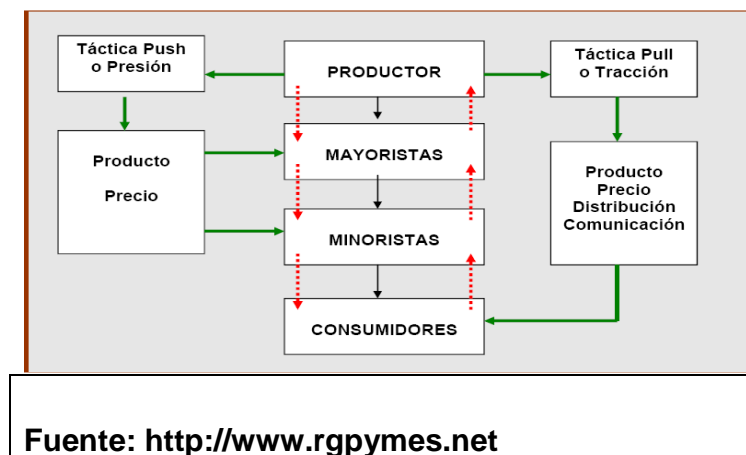 Táctica Push
o Presión
PRODUCTOR
Táctica Pull
o Tracción
Producto
Precio
MAYORISTAS
MINORISTAS
CONSUMIDORES
Producto
Precio
Distribución
Comunicación
Fuente: http://www.rgpymes.net